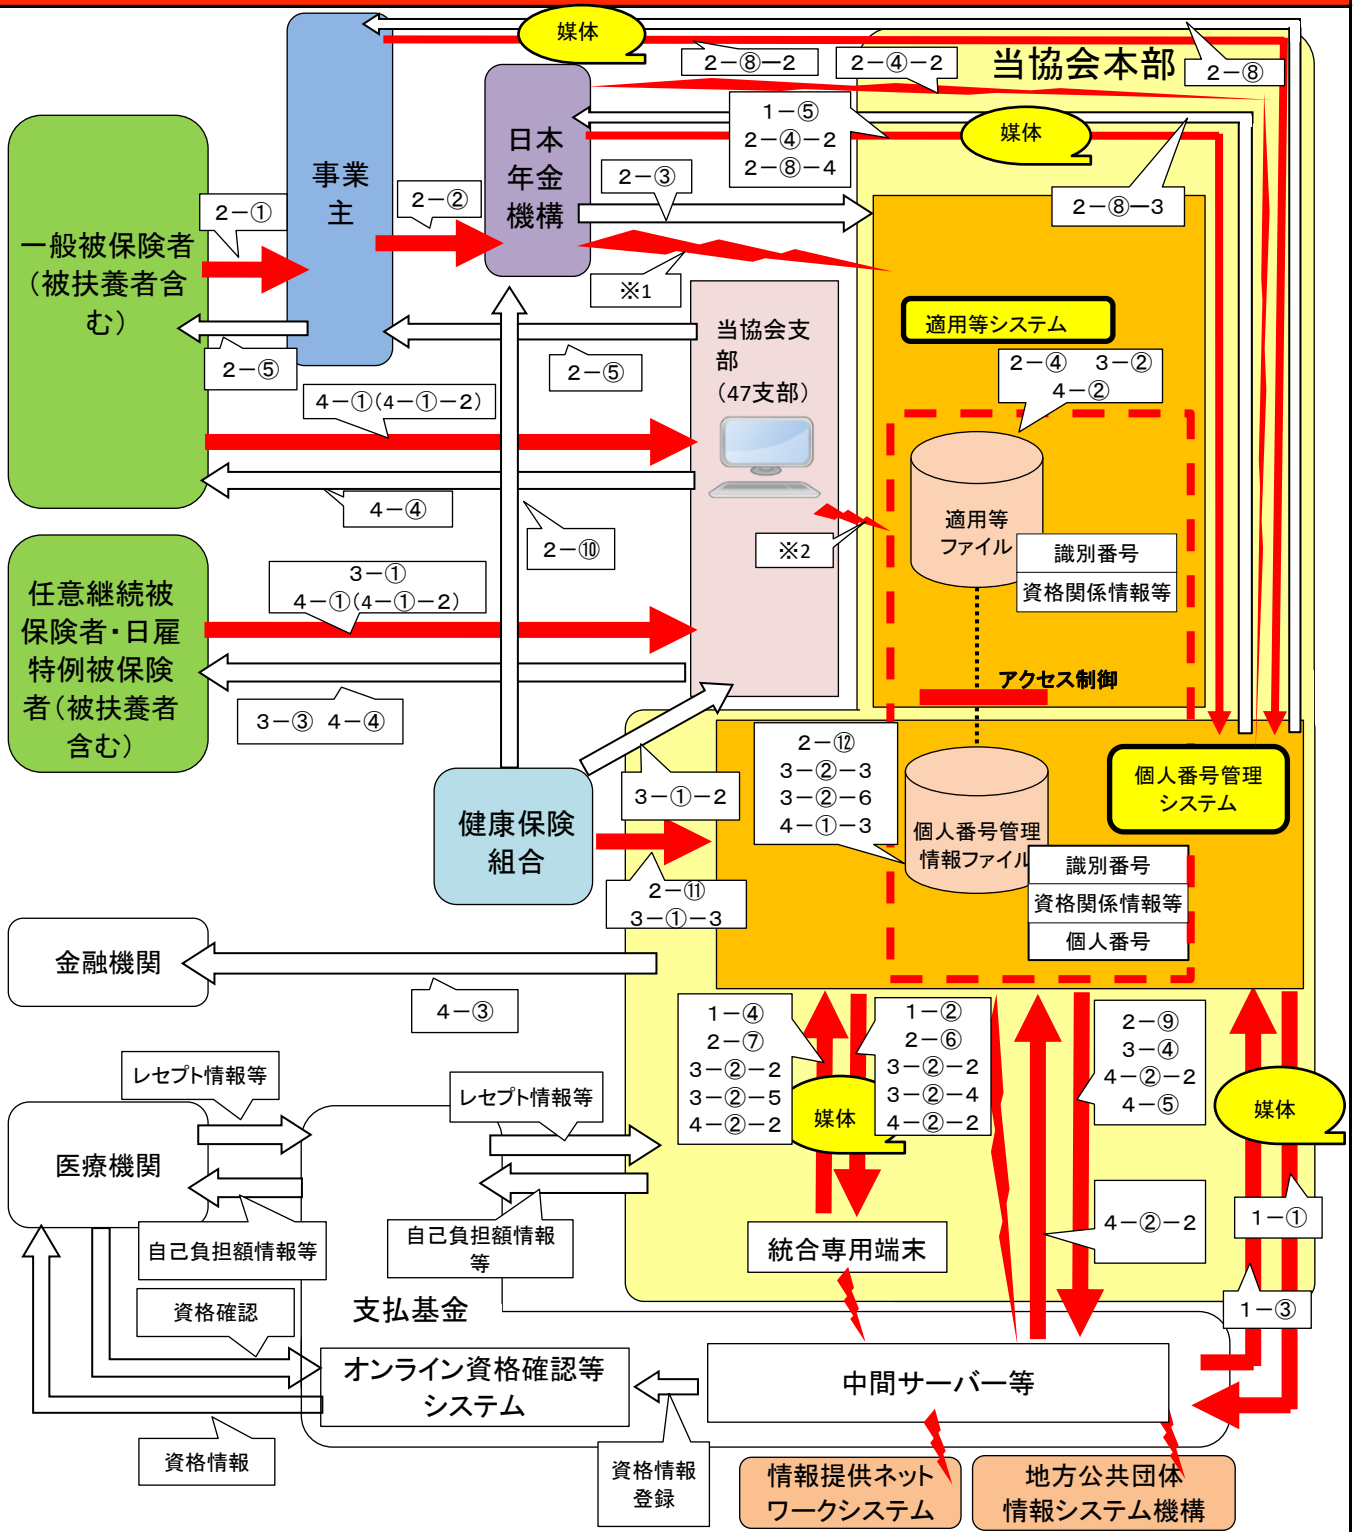 媒体
2－⑧ー2
2－④－2
当協会本部
2－⑧
1－⑤
2－④－2
2－⑧－4
媒体
日本
年金
機構
事業
主
2－③
2－②
2－①
2－⑧ー3
一般被保険者
（被扶養者含
む）
※1
適用等システム
当協会支
部
（47支部）
2－⑤
2－⑤
2－④　3－②
4－②
4－①（4－①－2）
4－④
2－⑩
※2
適用等
ファイル
識別番号
資格関係情報等
3－①
4－①（4－①－2）
任意継続被
保険者・日雇
特例被保険
者（被扶養者
含む）
アクセス制御
3－③　4－④
2－⑫
3－②－3
3－②－6
4－①－3
個人番号管理
システム
3－①－2
健康保険
組合
個人番号管理
情報ファイル
識別番号
資格関係情報等
個人番号
2－⑪
3－①－3
金融機関
4－③
1－④
2－⑦
3－②－2
3－②－5
4－②－2
1－②
2－⑥
3－②－2
3－②－4
4－②－2
2－⑨
3－④
4－②－2
4－⑤
媒体
媒体
レセプト情報等
レセプト情報等
医療機関
自己負担額情報等
自己負担額情報
等
統合専用端末
4－②－2
1－①
1－③
資格確認
支払基金
オンライン資格確認等
システム
中間サーバー等
資格情報
資格情報
登録
情報提供ネット
ワークシステム
地方公共団体
情報システム機構